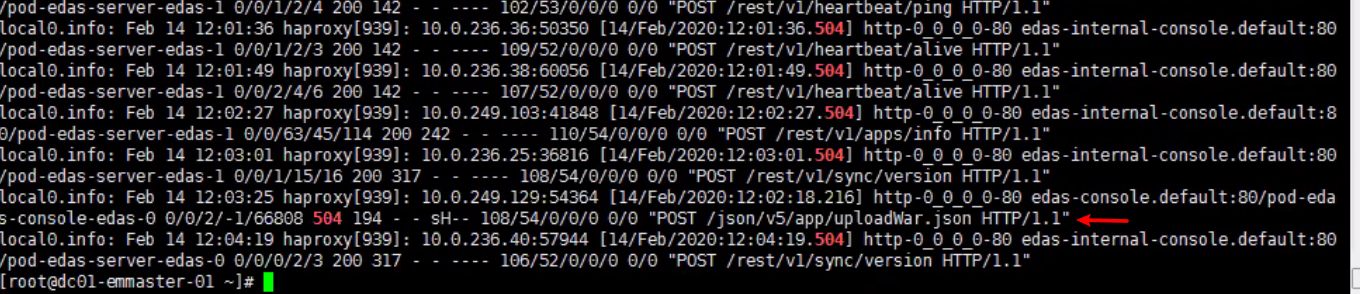 /pod-edas-server-edas-1 0/0/1/2/4 200 142 - - ---- 102/53/0/0/0 0/0 "POST /rest/v1/heartbeat/ping HTTP/1.1"
local0.info: Feb 14 12:01:36 haproxy[939]: 10.0.236.36:50350 [14/Feb/2020:12:01:36.504] http-0_0_0_0-80 edas-internal-console.default:80
/pod-edas-server-edas-1 0/0/1/2/3 200 142 - - ---- 109/52/0/0/0 0/0 "POST /rest/v1/heartbeat/alive HTTP/1.1"
local0.info: Feb 14 12:01:49 haproxy[939]: 10.0.236.38:60056 [14/Feb/2020:12:01:49.504] http-0_0_0_0-80 edas-internal-console.default:80
/pod-edas-server-edas-1 0/0/2/4/6 200 142 - - ---- 107/52/0/0/0 0/0 "POST /rest/v1/heartbeat/alive HTTP/1.1"
local0.info: Feb 14 12:02:27 haproxy[939]: 10.0.249.103:41848 [14/Feb/2020:12:02:27.504] http-0_0_0_0-80 edas-internal-console.default:8
0/pod-edas-server-edas-1 0/0/63/45/114 200 242 - - ---- 110/54/0/0/0 0/0 "POST /rest/v1/apps/info HTTP/1.1"
local0.info: Feb 14 12:03:01 haproxy[939]: 10.0.236.25:36816 [14/Feb/2020:12:03:01.504] http-0_0_0_0-80 edas-internal-console.default:80
/pod-edas-server-edas-1 0/0/1/15/16 200 317 - - ---- 108/54/0/0/0 0/0 "POST /rest/v1/sync/version HTTP/1.1"
local0.info: Feb 14 12:03:25 haproxy[939]: 10.0.249.129:54364 [14/Feb/2020:12:02:18.216] http-0_0_0_0-80 edas-console.default:80/pod-eda
s-console-edas-0 0/0/2/-1/66808 504 194 - - sH-- 108/54/0/0/0 0/0 "POST /json/v5/app/uploadWar.json HTTP/1.1"
local0.info: Feb 14 12:04:19 haproxy[939]: 10.0.236.40:57944 [14/Feb/2020:12:04:19.504] http-0_0_0_0-80 edas-internal-console.default:80
/pod-edas-server-edas-0 0/0/0/2/3 200 317 - - ---- 106/52/0/0/0 0/0 "POST /rest/v1/sync/version HTTP/1.1"
[root@dc01-emmaster-01 ~]#